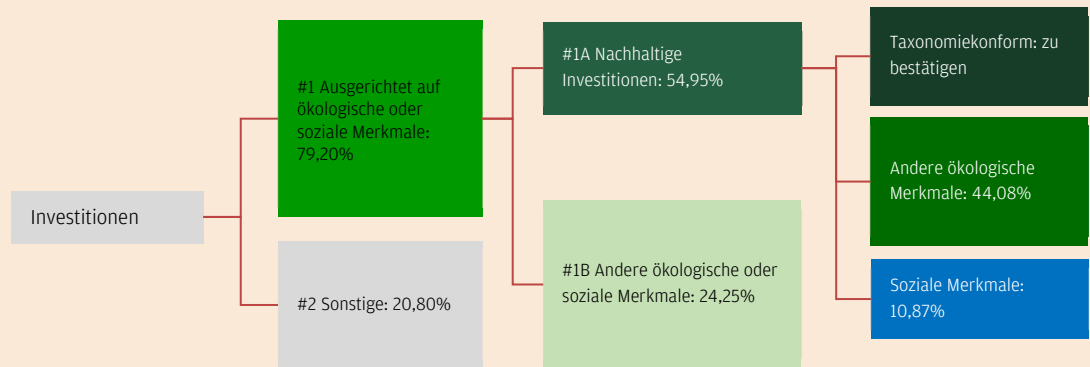 Investitionen
#1 Ausgerichtet auf
ökologische oder
soziale Merkmale:
79,20%
#2 Sonstige: 20,80%
#1A Nachhaltige
Investitionen: 54,95%
#1B Andere ökologische oder
soziale Merkmale: 24,25%
Taxonomiekonform: zu
bestätigen
Andere ökologische
Merkmale: 44,08%
Soziale Merkmale:
10,87%